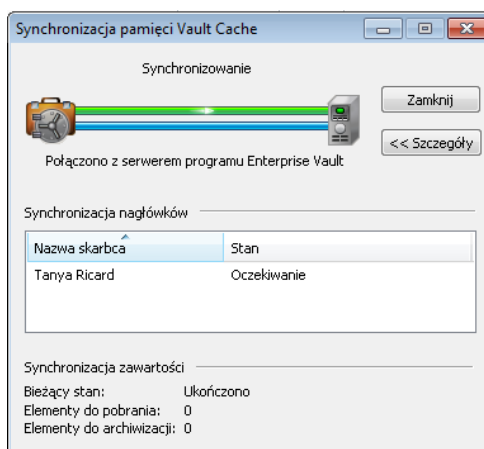 Synchronizacja pamięci Vault Cache
Synchronizowanie
Zamknij
Połączono z serwerem programu Enterprise Vault
<< Szczegóły
Synchronizacja nagłówków
Nazwa skarbca Stan
Tanya Ricard Oczekiwanie
Synchronizacja zawartości
Bieżący stan: Ukończono
Elementy do pobrania: 0
Elementy do archiwizacji: 0